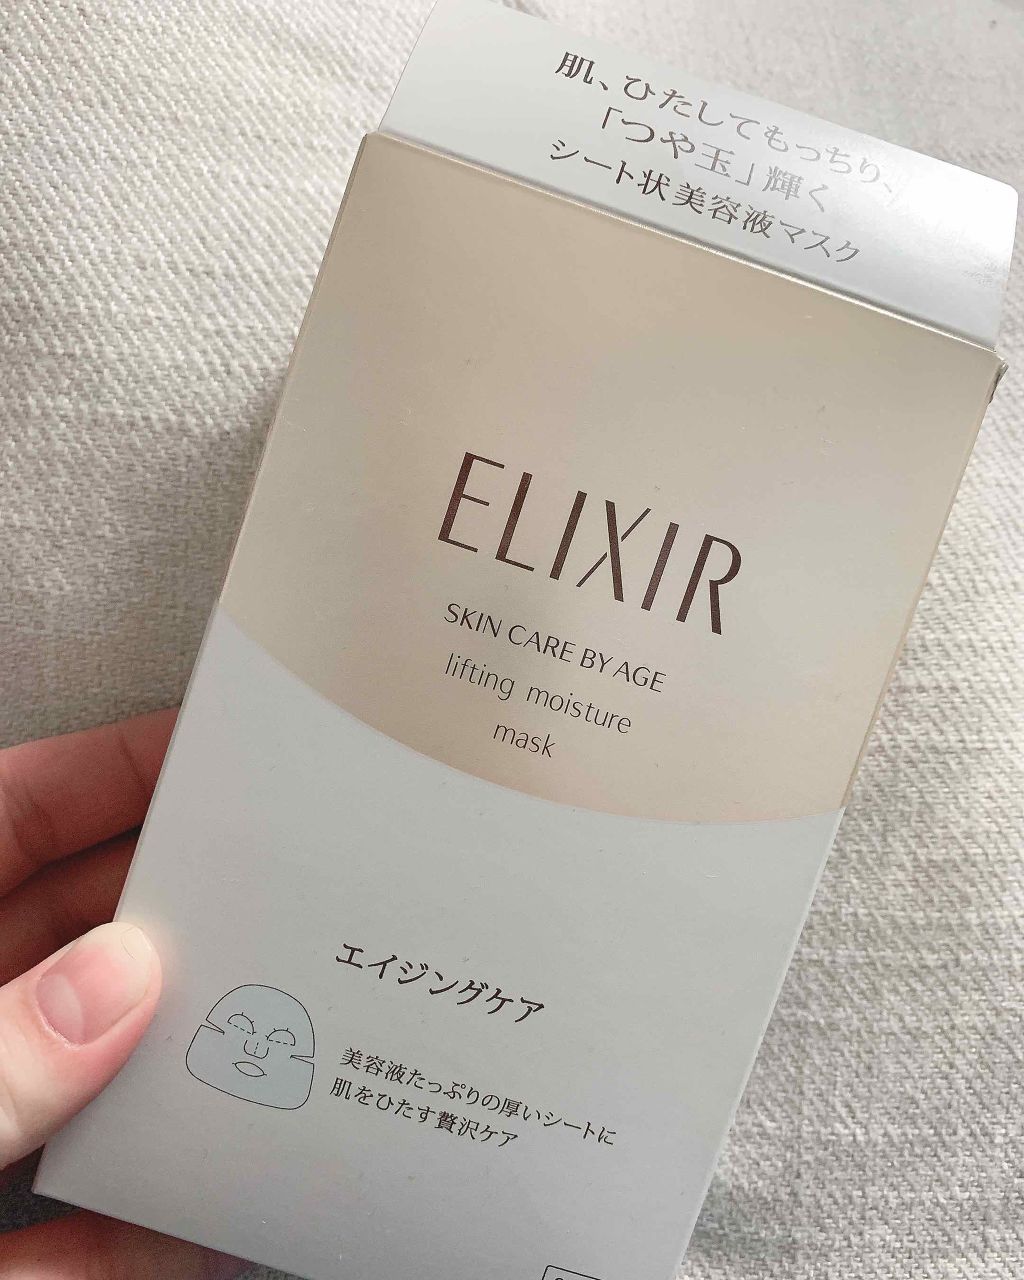 肌、ひたしてもっちり、
「つや玉」輝く
シート状美容液マスク
ELIXIR
SKIN CARE BY AGE
lifting moisture
mask
エイジングケア
美容液たっぷりの厚いシートに
肌をひたす贅沢ケア